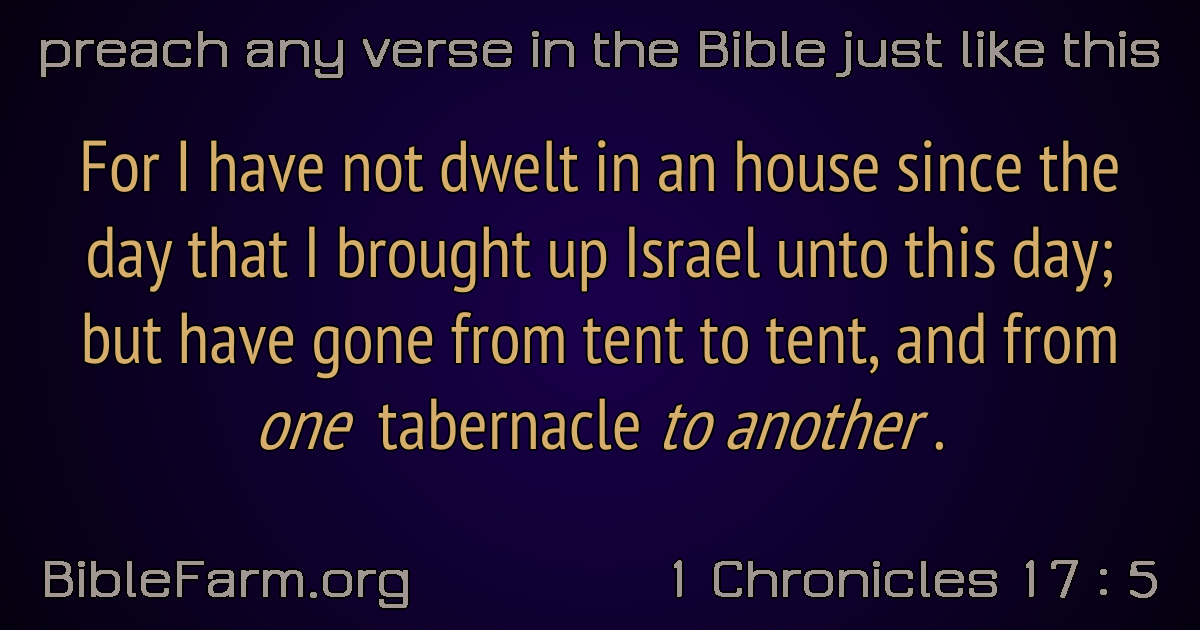 preach any verse in the Bible just like this
For I have not dwelt in an house since the
day that I brought up Israel unto this day;
but have gone from tent to tent, and from
one tabernacle to another .
BibleFarm.org
1 Chronicles 17 : 5